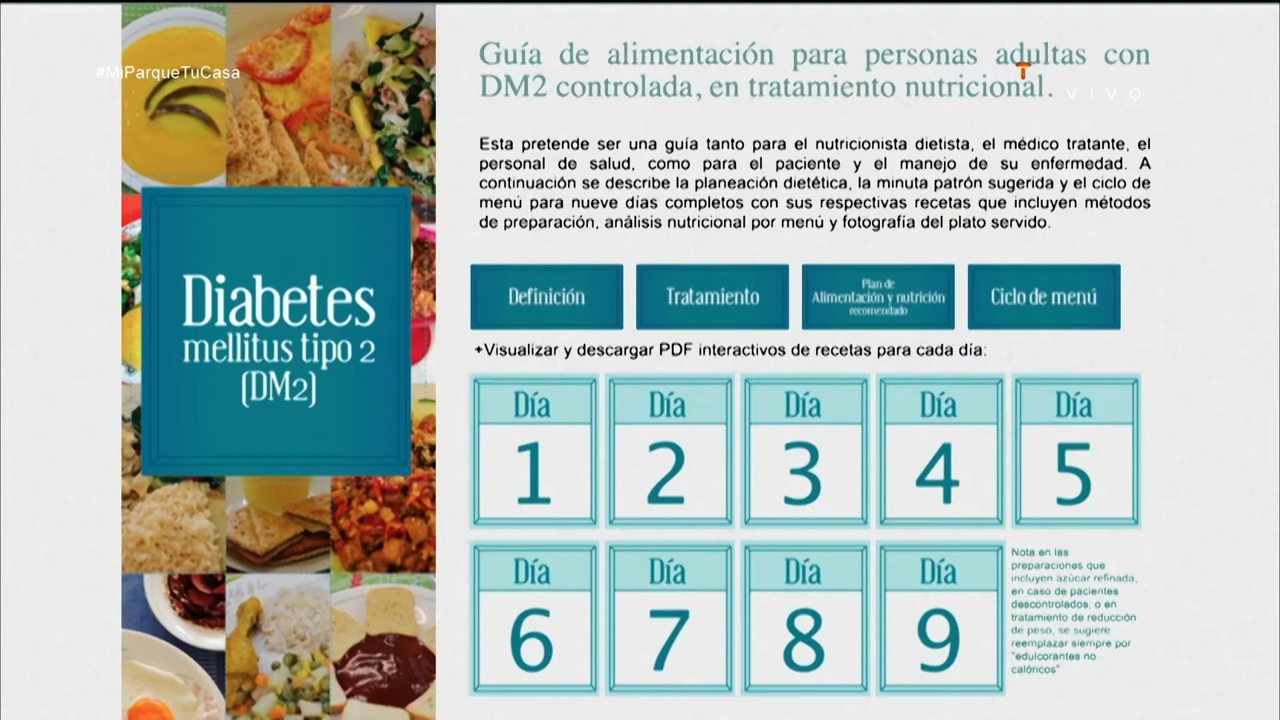 #MiParqueTuCasa
Guía de alimentación para personas adultas con
DM2 controlada, en tratamiento nutricional.
VIVO
Esta pretende ser una guía tanto para el nutricionista dietista, el médico tratante, el
personal de salud, como para el paciente y el manejo de su enfermedad. A
continuación se describe la planeación dietética, la minuta patrón sugerida y el ciclo de
menú para nueve días completos con sus respectivas recetas que incluyen métodos
de preparación, análisis nutricional por menú y fotografía del plato servido.
Diabetes
mellitus tipo 2
(DM2)
Definición
Tratamiento
Plan de
Alimentación y nutrición
recomendado
Ciclo de menú
+Visualizar y descargar PDF interactivos de recetas para cada día:
Día
1
Día
2
Día
3
Día
4
Día
5
Día
6
Día
7
Día
8
Día
9
Nota en las
preparaciones que
incluyen azúcar refinada,
en caso de pacientes
descontrolados, o en
tratamiento de reducción
de peso, se sugiere
reemplazar siempre por
"edulcorantes no
calóricos"